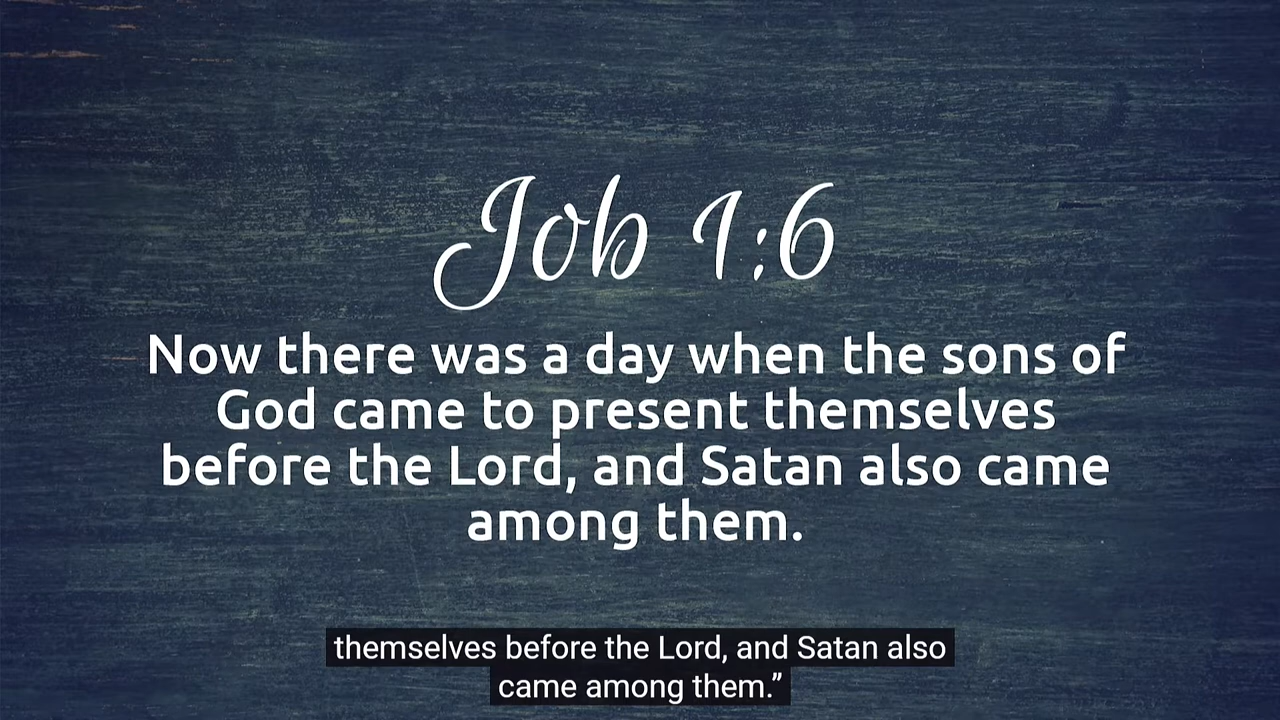 Job 1:6
Now there was a day when the sons of
God came to present themselves
before the Lord, and Satan also came
among them.
themselves before the Lord, and Satan also
came among them.”